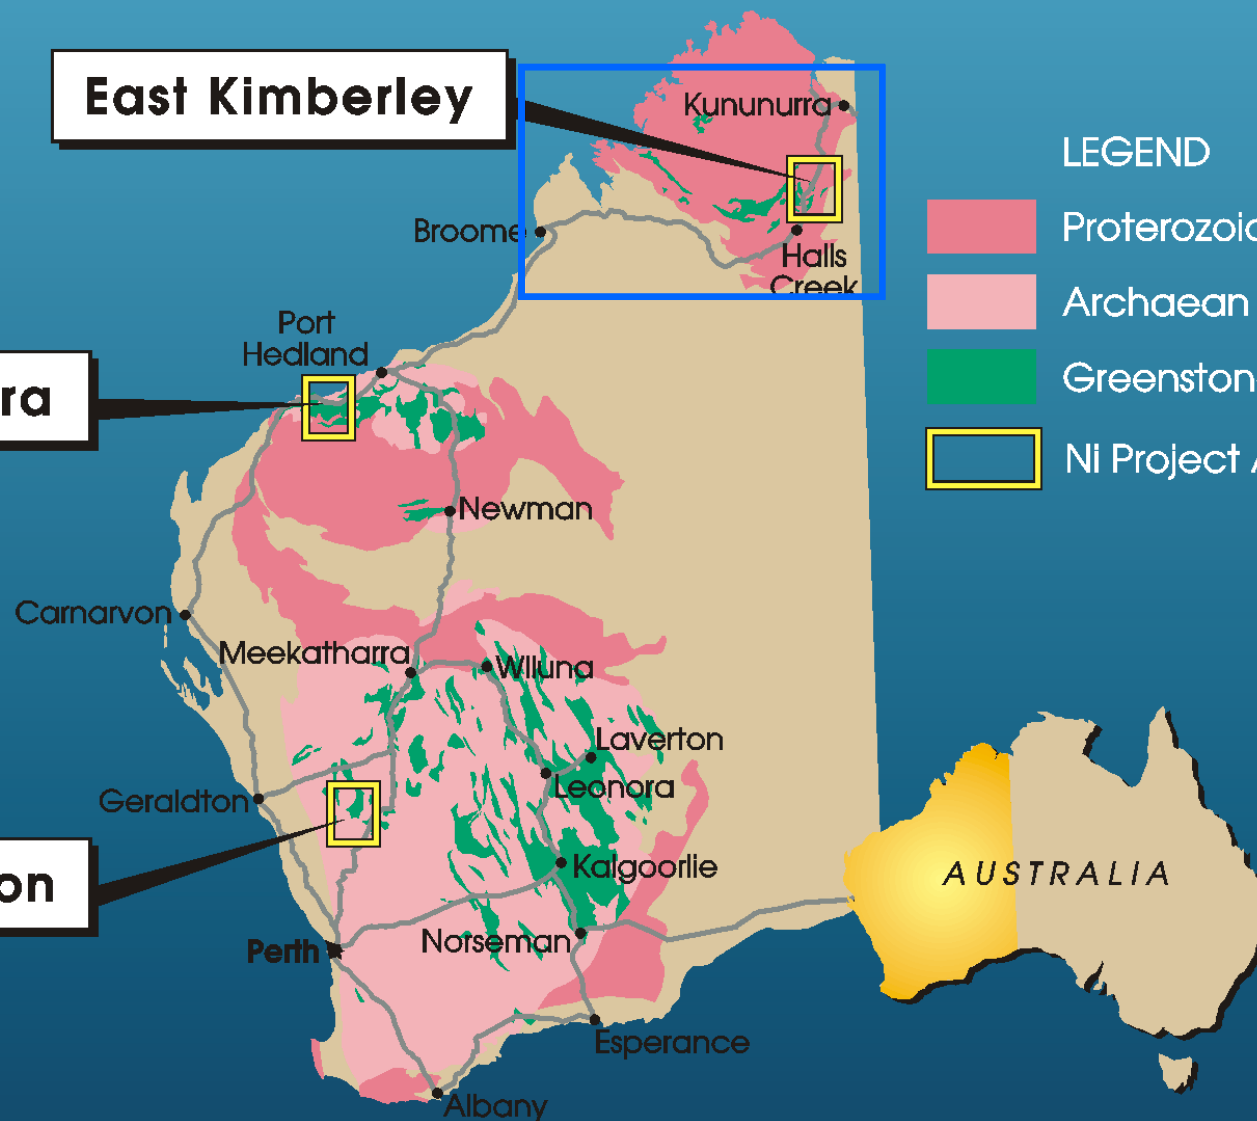 East Kimberley
Kununurra
LEGEND
Proterozoic
Broome
Halls
Creek
Archaean
Port
Hedland
Greenston
ra
Ni Project
Newman
Carnarvon
Meekatharra
Wiluna
Laverton
Leonora
Geraldton
Kalgoorlie
AUSTRALIA
on
Norseman
Perth
Esperance
Albany